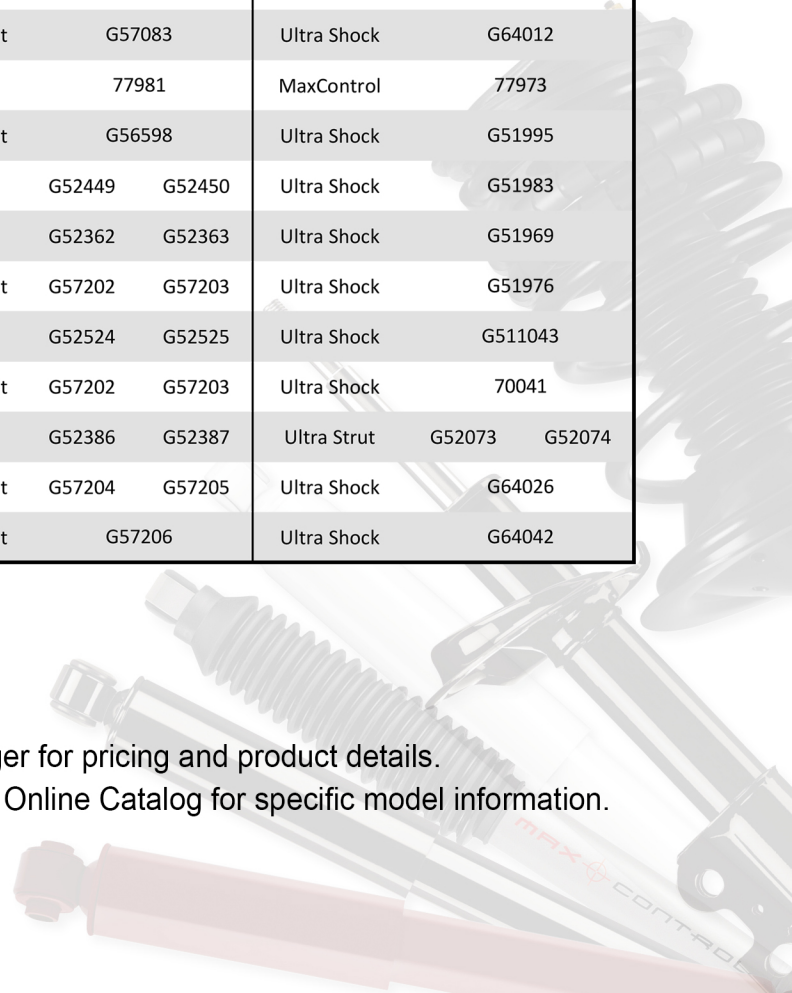 t G57083 Ultra Shock G64012
77981 MaxControl 77973
t G56598 Ultra Shock G51995
G52449 G52450 Ultra Shock G51983
G52362 G52363 Ultra Shock G51969
t G57202 G57203 Ultra Shock G51976
G52524 G52525 Ultra Shock G511043
t G57202 G57203 Ultra Shock 70041
G52386 G52387 Ultra Strut G52073 G52074
t G57204 G57205 Ultra Shock G64026
t G57206 Ultra Shock G64042
ger for pricing and product details.
Online Catalog for specific model information.
MAX CONTROL